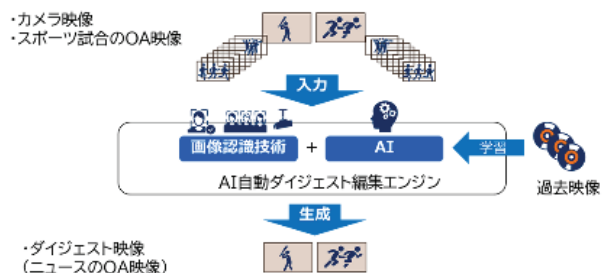 ・カメラ映像
・スポーツ試合のOA映像
入力
画像認識技術 + AI
学習
AI自動ダイジェスト編集エンジン
過去映像
生成
・ダイジェスト映像
(ニュースのOA映像)